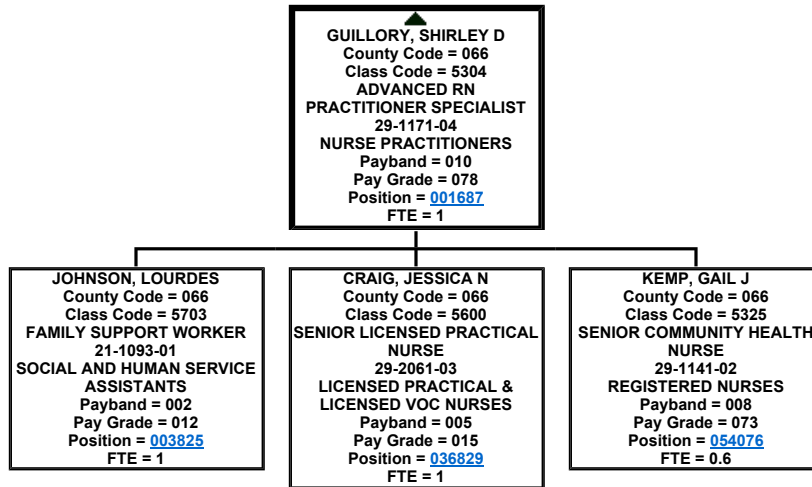 GUILLORY, SHIRLEY D
County Code = 066
Class Code = 5304
ADVANCED RN
PRACTITIONER SPECIALIST
29-1171-04
NURSE PRACTITIONERS
Payband = 010
Pay Grade = 078
Position = 001687
FTE = 1
JOHNSON, LOURDES
County Code = 066
Class Code = 5703
FAMILY SUPPORT WORKER
21-1093-01
SOCIAL AND HUMAN SERVICE
ASSISTANTS
Payband = 002
Pay Grade = 012
Position = 003825
FTE = 1
CRAIG, JESSICA N
County Code = 066
Class Code = 5600
SENIOR LICENSED PRACTICAL
NURSE
29-2061-03
LICENSED PRACTICAL &
LICENSED VOC NURSES
Payband = 005
Pay Grade = 015
Position = 036829
FTE = 1
KEMP, GAIL J
County Code = 066
Class Code = 5325
SENIOR COMMUNITY HEALTH
NURSE
29-1141-02
REGISTERED NURSES
Payband = 008
Pay Grade = 073
Position = 054076
FTE = 0.6